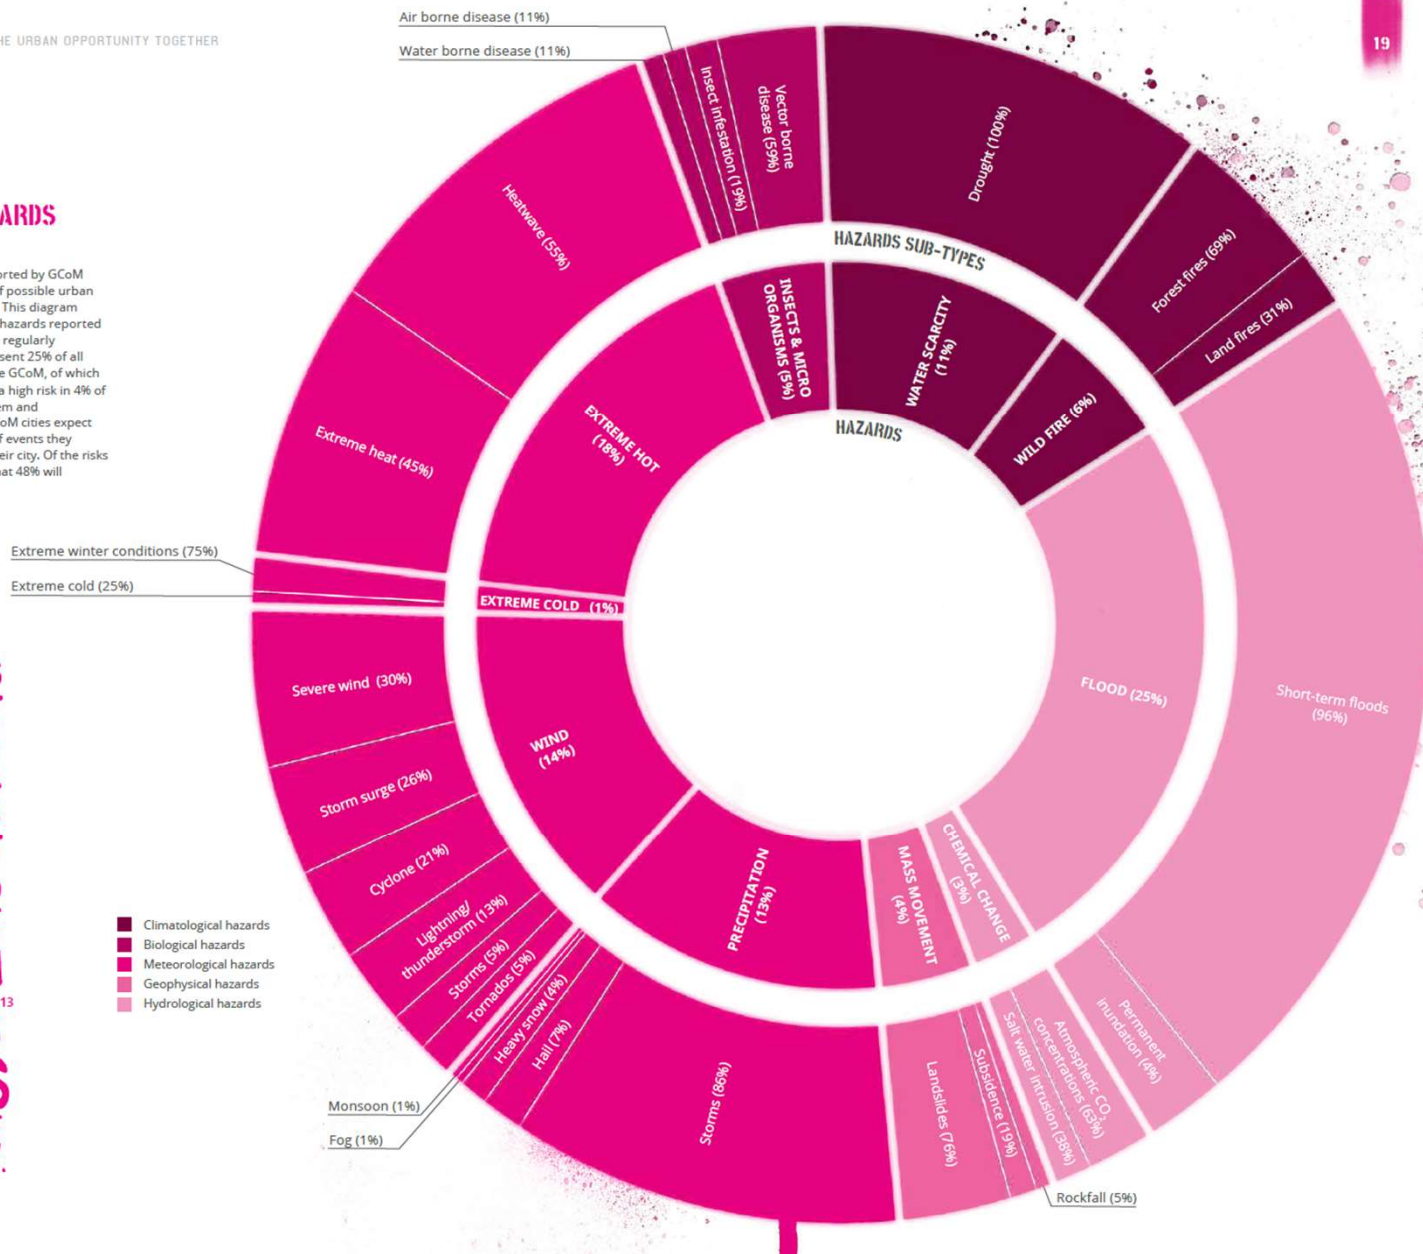 HE URBAN OPPORTUNITY TOGETHER
19
ARDS
orted by GCoM
f possible urban
This diagram
hazards reported
regularly
sent 25% of all
e GCoM, of which
a high risk in 4% of
em and
oM cities expect
f events they
eir city. Of the risks
at 48% will
Air borne disease (11%)
Water borne disease (11%)
Insect infestation (19%)
Vector borne
disease (59%)
Drought (100%)
Forest fires (69%)
Land fires (31%)
Short-term floods
(96%)
Permanent
inundation (4%)
Atmospheric CO2
concentrations (63%)
Salt water intrusion (38%)
Rockfall (5%)
Subsidence (19%)
Landslides (76%)
Storms (86%)
Hail (7%)
Heavy snow (4%)
Fog (1%)
Monsoon (1%)
Tornados (5%)
Storms (5%)
Lightning/
thunderstorm (13%)
Cyclone (21%)
Storm surge (26%)
Severe wind (30%)
Extreme cold (25%)
Extreme winter conditions (75%)
Extreme heat (45%)
Heatwave (55%)
HAZARDS SUB-TYPES
INSECTS & MICRO
ORGANISMS (5%)
WATER SCARCITY
(11%)
WILD FIRE (6%)
FLOOD (25%)
CHEMICAL CHANGE
(3%)
MASS MOVEMENT
(4%)
PRECIPITATION
(13%)
WIND
(14%)
EXTREME COLD (1%)
EXTREME HOT
(18%)
HAZARDS
Climatological hazards
Biological hazards
Meteorological hazards
Geophysical hazards
Hydrological hazards
13